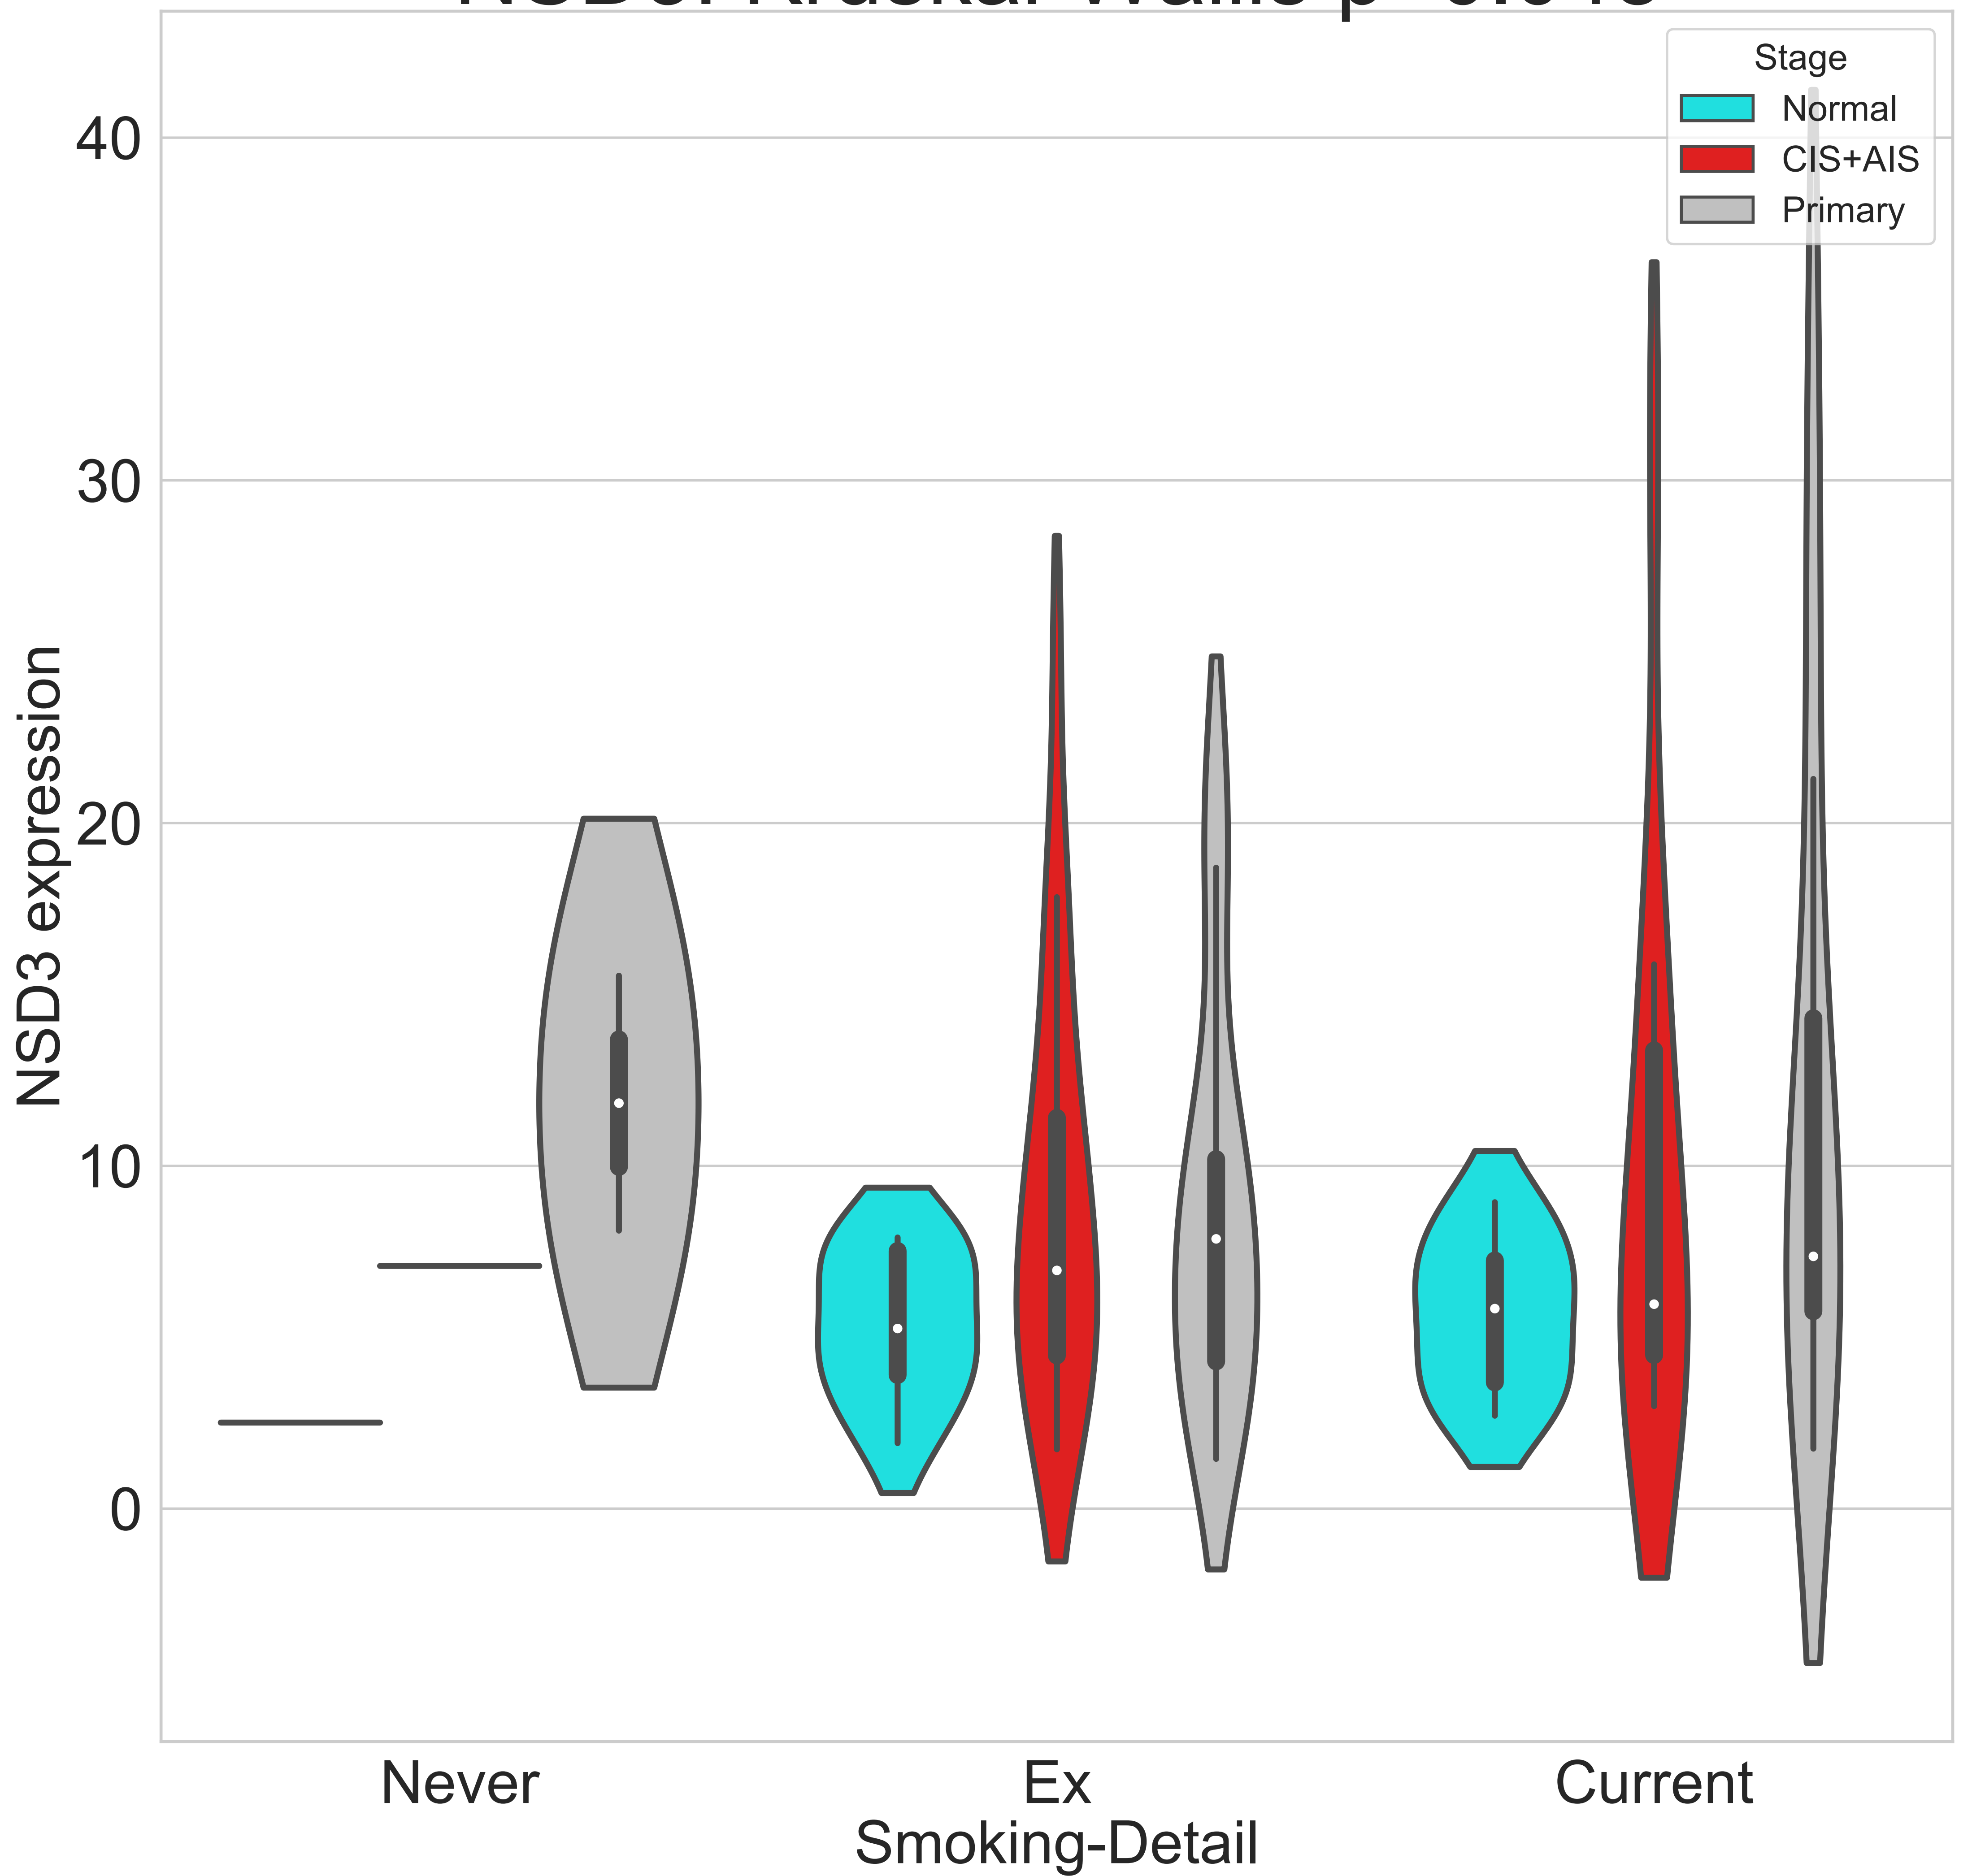 Stage
Normal
CIS+AIS
Primary
40
30
20
10
0
NSD3 expression
Never Ex Current
Smoking-Detail